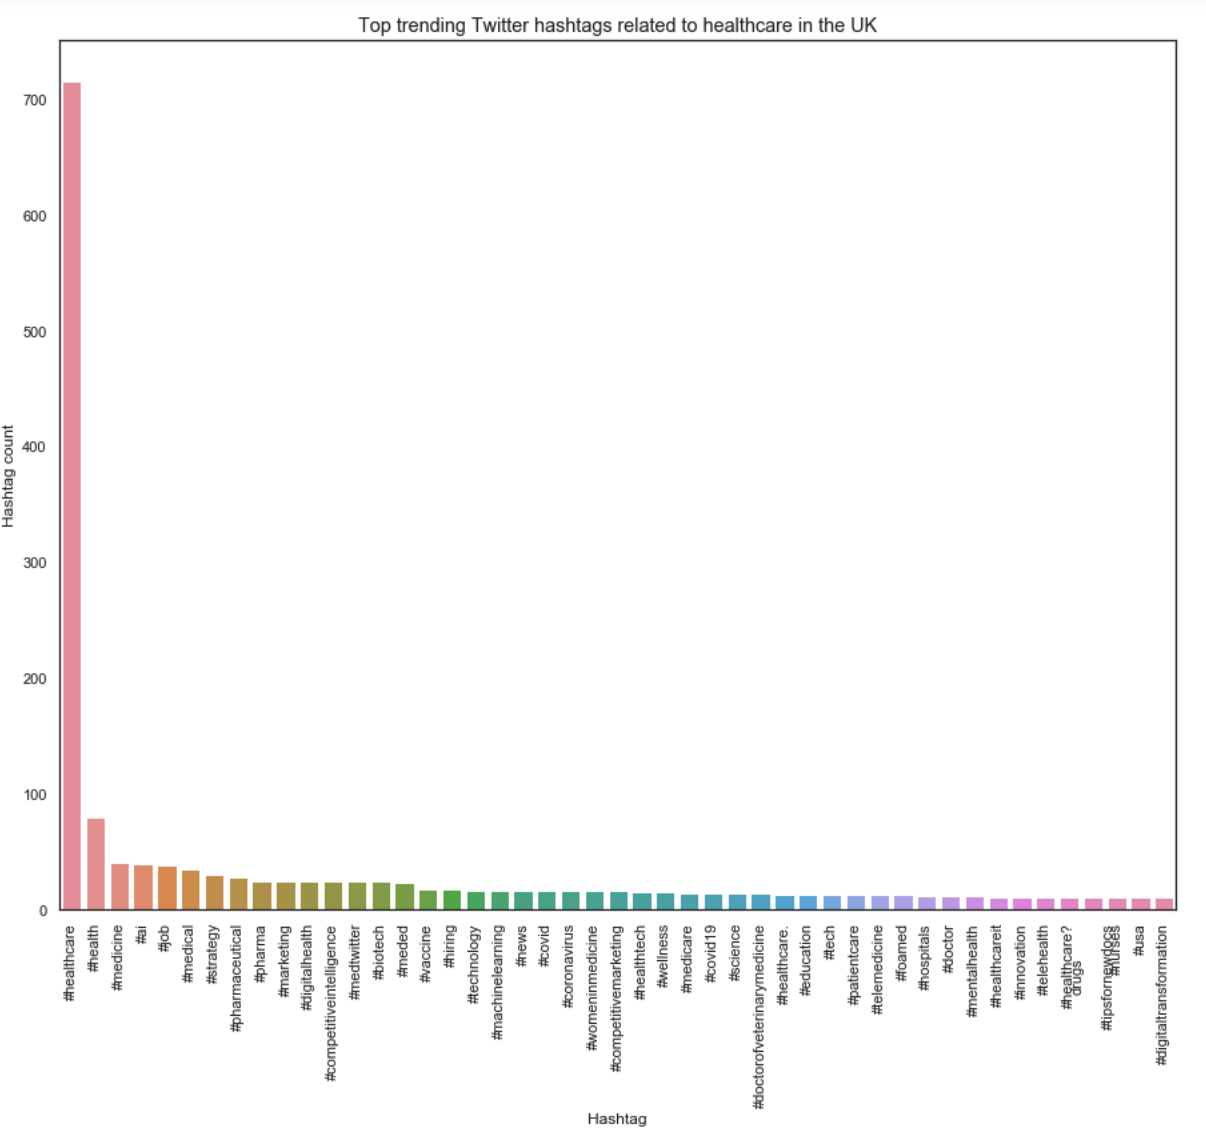 Top trending Twitter hashtags related to healthcare in the UK
Hashtag count
700
600
500
400
300
200
100
0
#healthcare
#health
#medicine
#ai
#job
#medical
#strategy
#pharmaceutical
#pharma
#marketing
#digitalhealth
#competitiveintelligence
#medtwitter
#biotech
#meded
#vaccine
#hiring
#technology
#machinelearning
#news
#covid
#coronavirus
#womeninmedicine
#competitivemarketing
#healthtech
#wellness
#medicare
#covid19
#science
#doctorofveterinarymedicine
#healthcare.
#education
#tech
#patientcare
#telemedicine
#foamed
#hospitals
#doctor
#mentalhealth
#healthcareit
#innovation
#telehealth
#healthcare?
drugs
#tipsfornewdocs
#nurses
#usa
#digitaltransformation
Hashtag